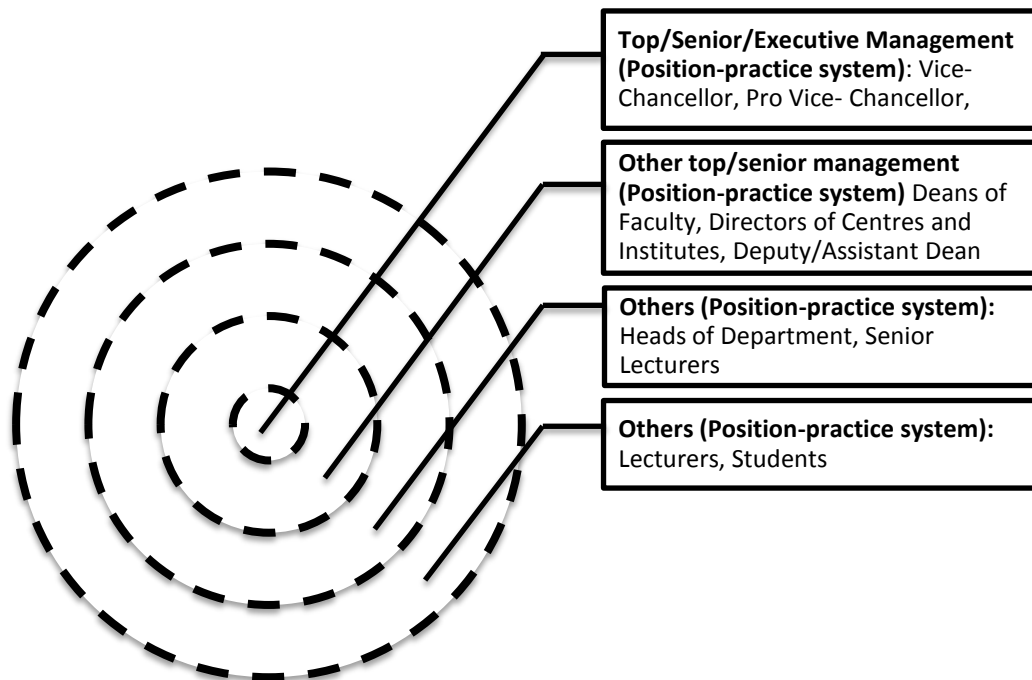 Top/Senior/Executive Management
(Position-practice system): Vice-
Chancellor, Pro Vice- Chancellor,
Other top/senior management
(Position-practice system) Deans of
Faculty, Directors of Centres and
Institutes, Deputy/Assistant Dean
Others (Position-practice system):
Heads of Department, Senior
Lecturers
Others (Position-practice system):
Lecturers, Students